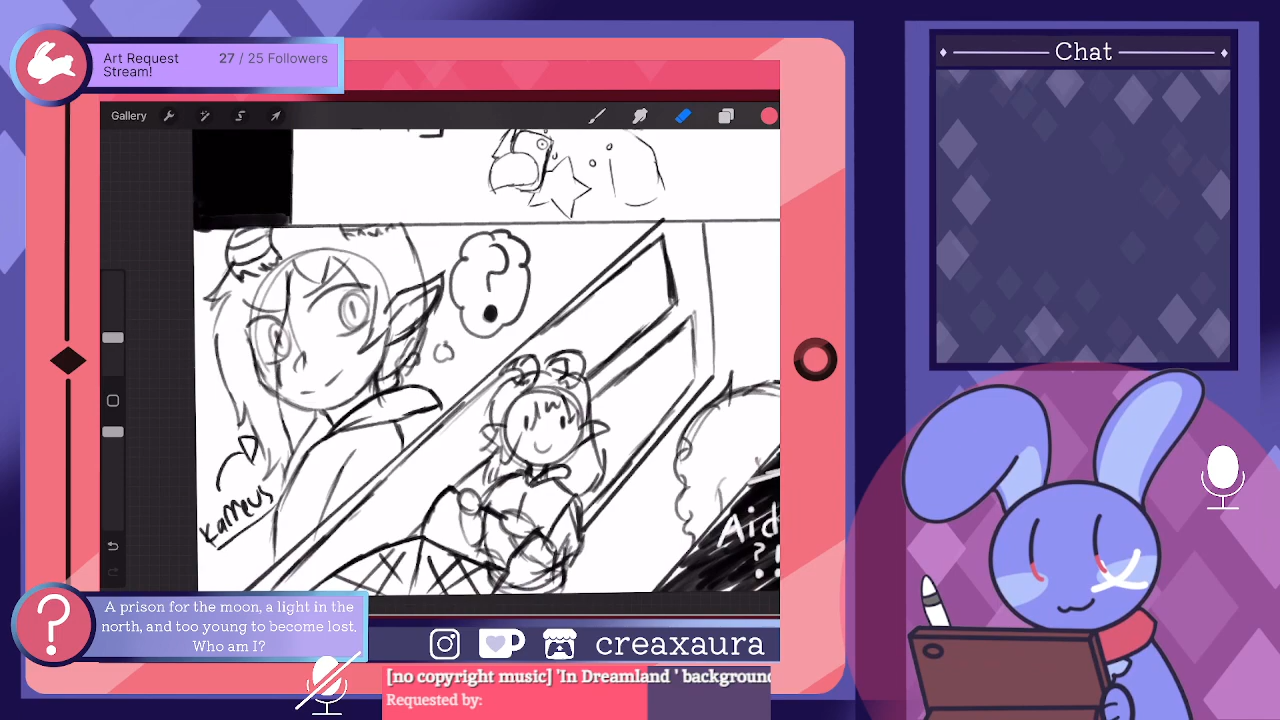 Art Request
Stream!
27 / 25 Followers
Chat
Gallery
?
Karreus
Aid
?!
?
A prison for the moon, a light in the
north, and too young to become lost.
Who am I?
creaxaura
[no copyright music] 'In Dreamland ' background
Requested by: